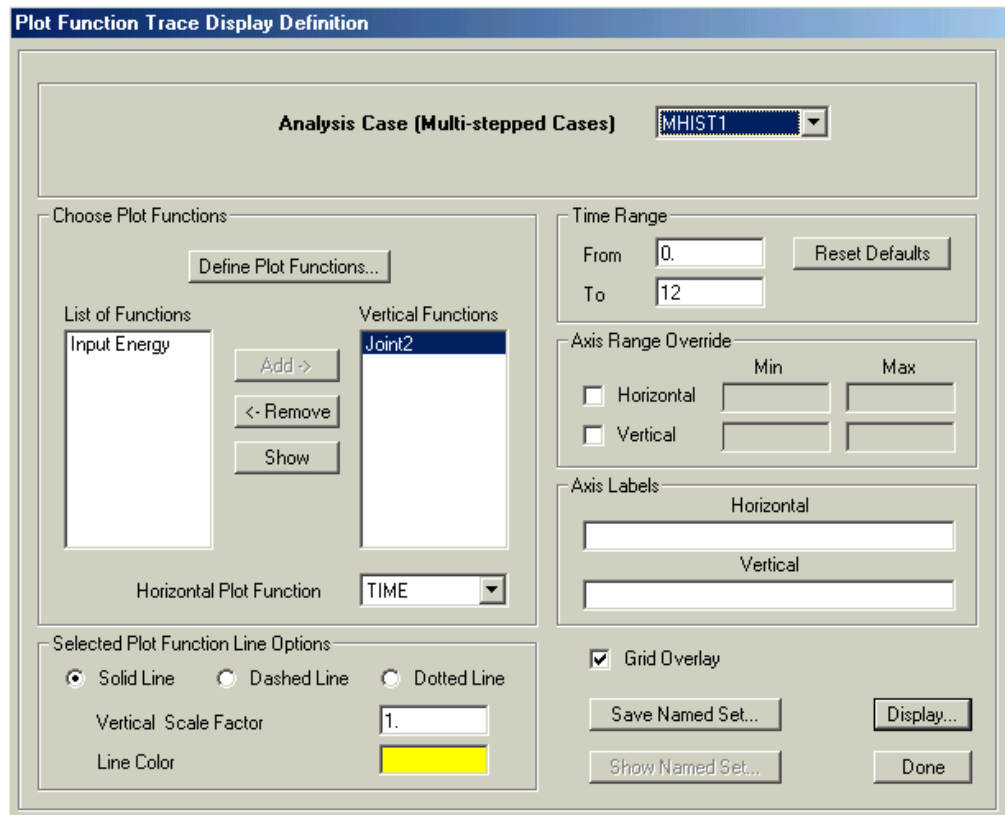 Plot Function Trace Display Definition
Analysis Case (Multi-stepped Cases) MHIST1
Choose Plot Functions
Define Plot Functions...
List of Functions Vertical Functions
Input Energy
Joint2
Add ->
<- Remove
Show
Horizontal Plot Function TIME
Time Range
From 0. Reset Defaults
To 12
Axis Range Override
Min Max
Horizontal
Vertical
Axis Labels
Horizontal
Vertical
Selected Plot Function Line Options
Solid Line Dashed Line Dotted Line
Vertical Scale Factor 1.
Line Color
Grid Overlay
Save Named Set... Display...
Show Named Set... Done